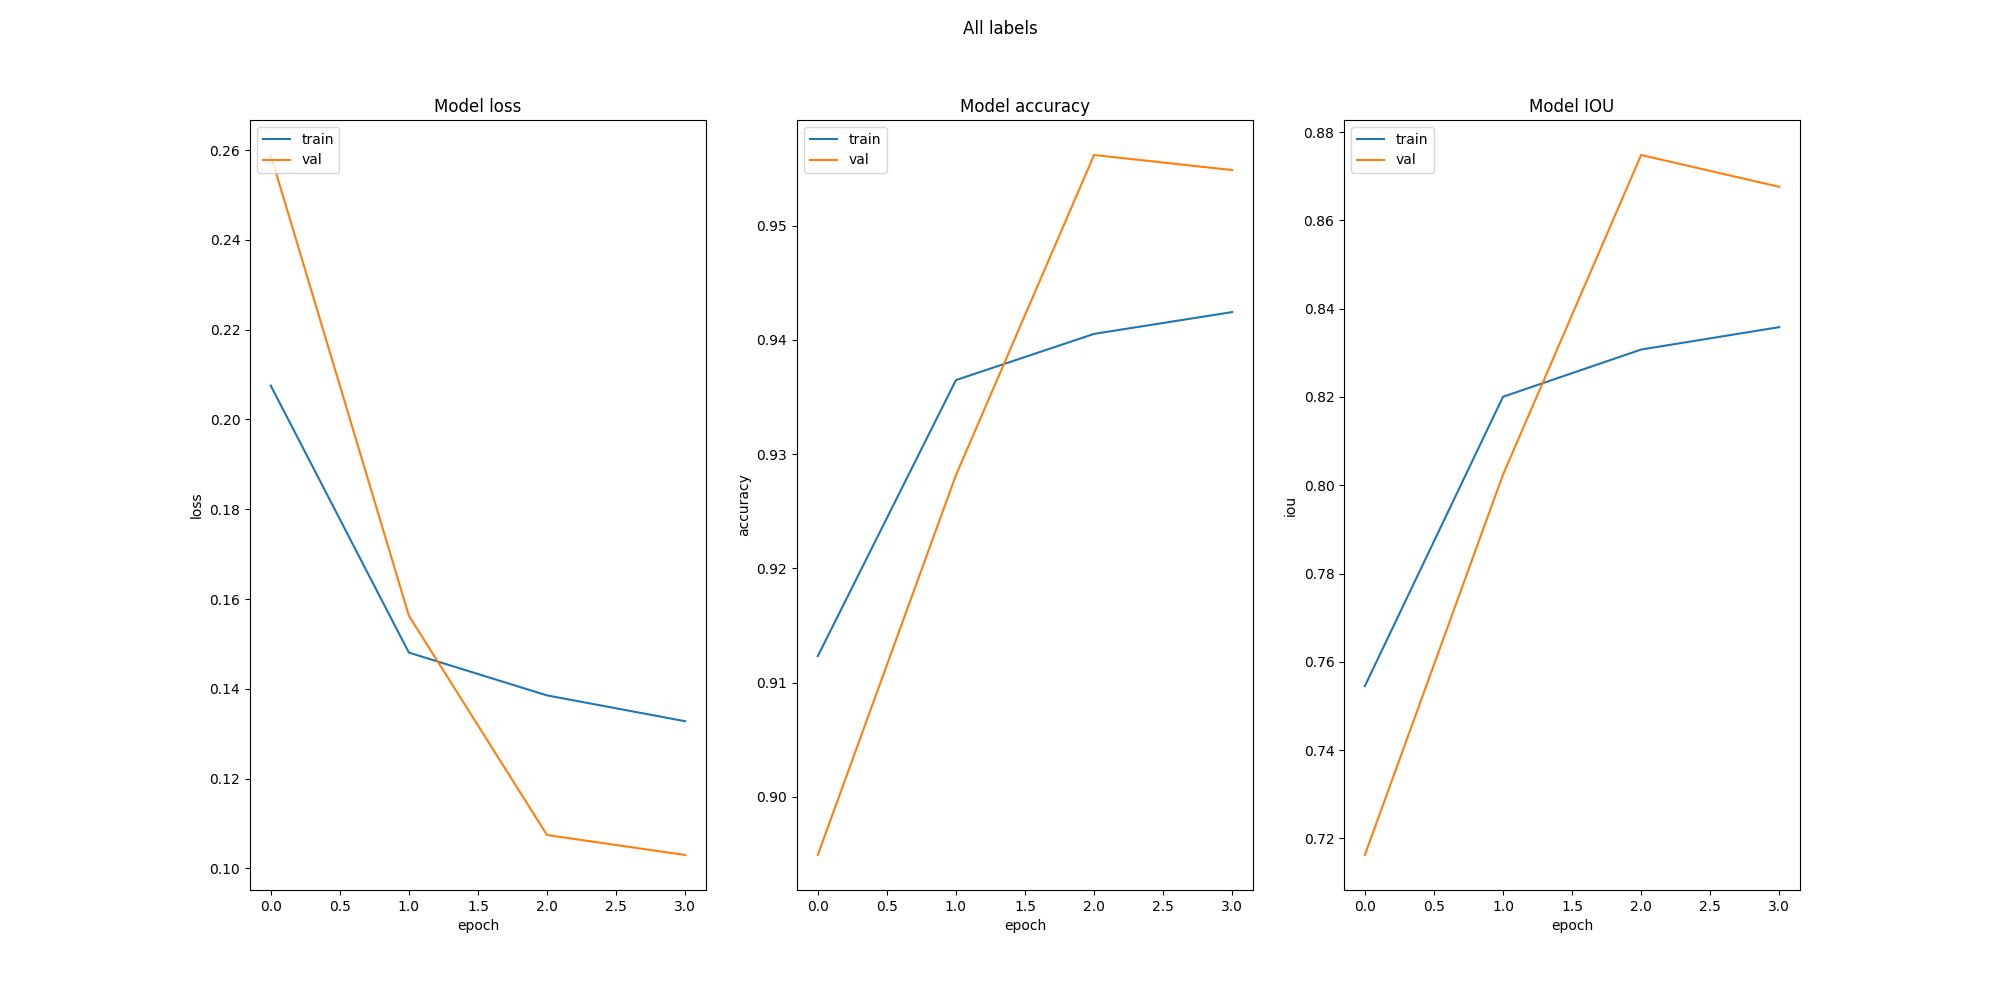 All labels
Model loss
train
val
0.26
0.24
0.22
0.20
0.18
0.16
0.14
0.12
0.10
loss
0.0 0.5 1.0 1.5 2.0 2.5 3.0
epoch
Model accuracy
train
val
0.95
0.94
0.93
0.92
0.91
0.90
accuracy
0.0 0.5 1.0 1.5 2.0 2.5 3.0
epoch
Model IOU
train
val
0.88
0.86
0.84
0.82
0.80
0.78
0.76
0.74
0.72
iou
0.0 0.5 1.0 1.5 2.0 2.5 3.0
epoch